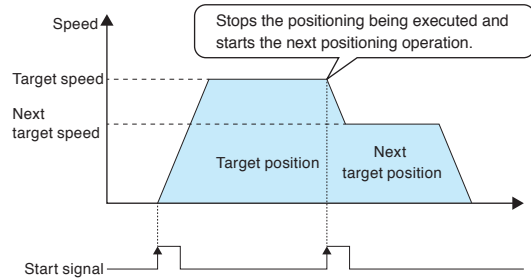 Speed
Stops the positioning being executed and
starts the next positioning operation.
Target speed
Next
target speed
Target position
Next
target position
Start signal